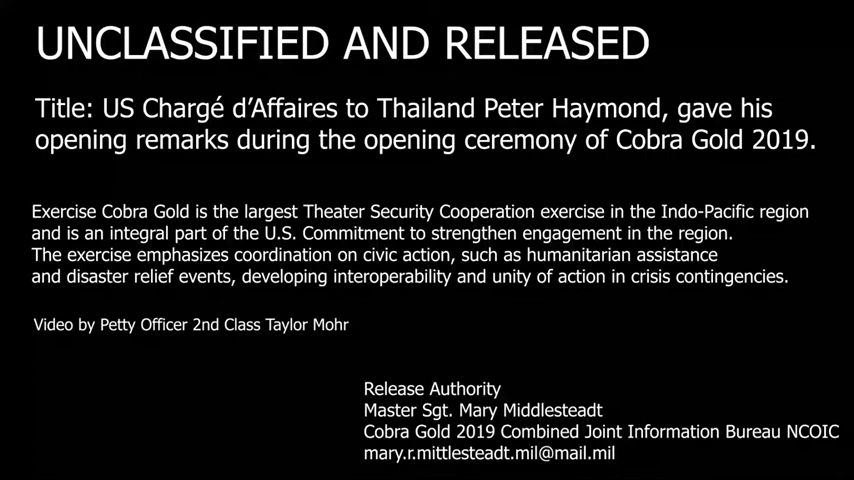 UNCLASSIFIED AND RELEASED
Title: US Chargé d’Affaires to Thailand Peter Haymond, gave his
opening remarks during the opening ceremony of Cobra Gold 2019.
Exercise Cobra Gold is the largest Theater Security Cooperation exercise in the Indo-Pacific region
and is an integral part of the U.S. Commitment to strengthen engagement in the region.
The exercise emphasizes coordination on civic action, such as humanitarian assistance
and disaster relief events, developing interoperability and unity of action in crisis contingencies.
Video by Petty Officer 2nd Class Taylor Mohr
Release Authority
Master Sgt. Mary Middlesteadt
Cobra Gold 2019 Combined Joint Information Bureau NCOIC
mary.r.mittlesteadt.mil@mail.mil